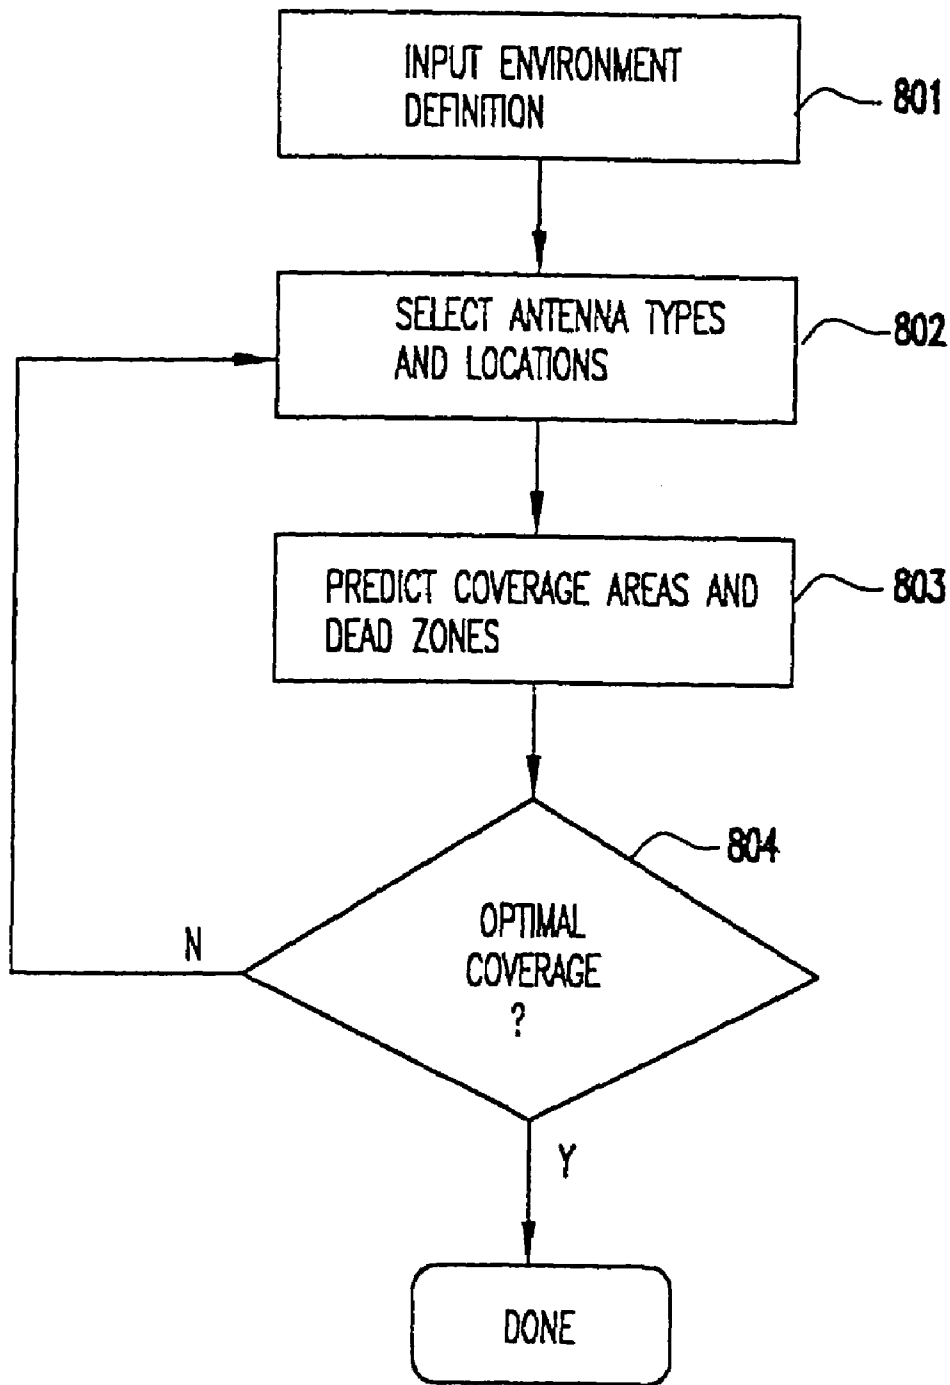 INPUT ENVIRONMENT
DEFINITION
801
SELECT ANTENNA TYPES
AND LOCATIONS
802
PREDICT COVERAGE AREAS AND
DEAD ZONES
803
804
OPTIMAL
COVERAGE
?
N
Y
DONE